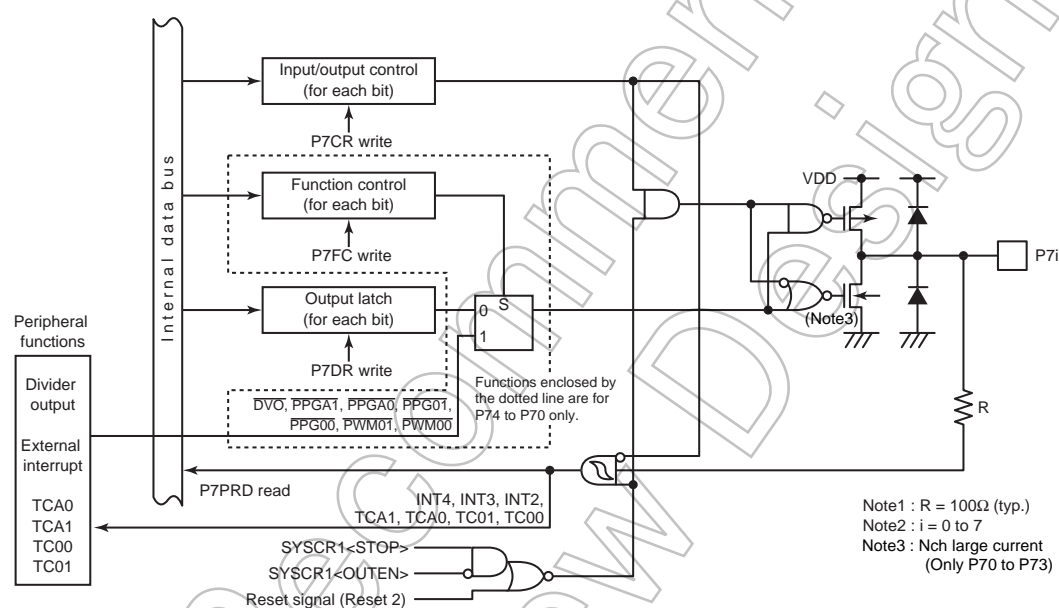 Internal data bus
Input/output control
(for each bit)
P7CR write
Function control
(for each bit)
P7FC write
Output latch
(for each bit)
P7DR write
S
0
1
Functions enclosed by
the dotted line are for
P74 to P70 only.
DVO, PPGA1, PPGA0, PPG01,
PPG00, PWM01, PWM00
Peripheral
functions
Divider
output
External
interrupt
TCA0
TCA1
TC00
TC01
P7PRD read
INT4, INT3, INT2,
TCA1, TCA0, TC01, TC00
SYSCR1<STOP>
SYSCR1<OUTEN>
Reset signal (Reset 2)
VDD
P7i
(Note3)
R
Note1 : R = 100Ω (typ.)
Note2 : i = 0 to 7
Note3 : Nch large current
(Only P70 to P73)